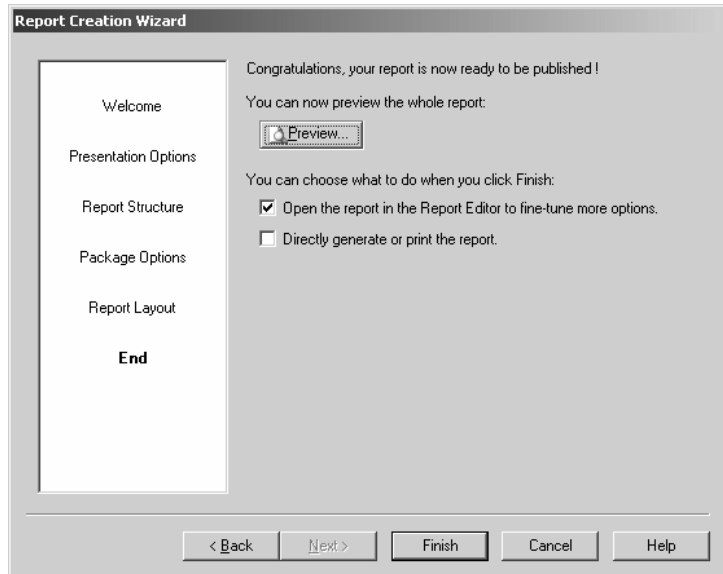 Report Creation Wizard
Welcome
Presentation Options
Report Structure
Package Options
Report Layout
End
Congratulations, your report is now ready to be published !
You can now preview the whole report:
Preview...
You can choose what to do when you click Finish:
Open the report in the Report Editor to fine-tune more options.
Directly generate or print the report.
< Back Next > Finish Cancel Help